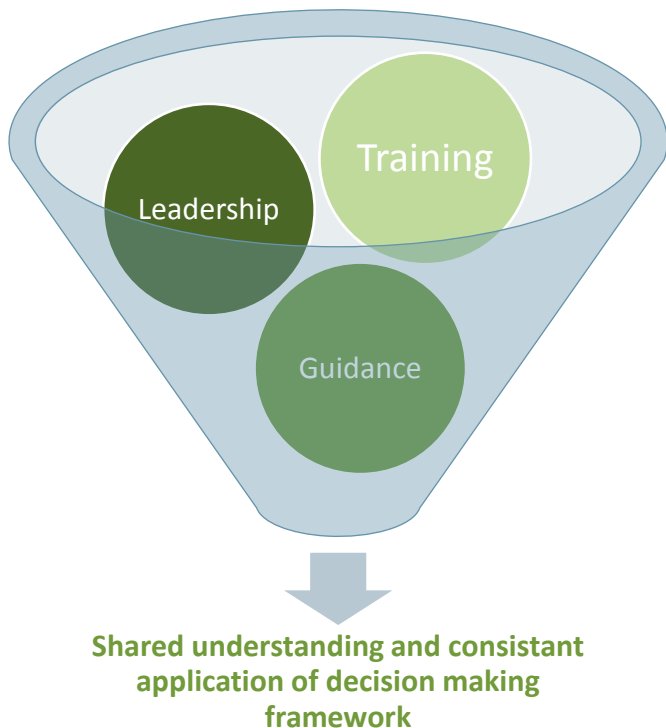 Training
Leadership
Guidance
Shared understanding and consistant
application of decision making
framework